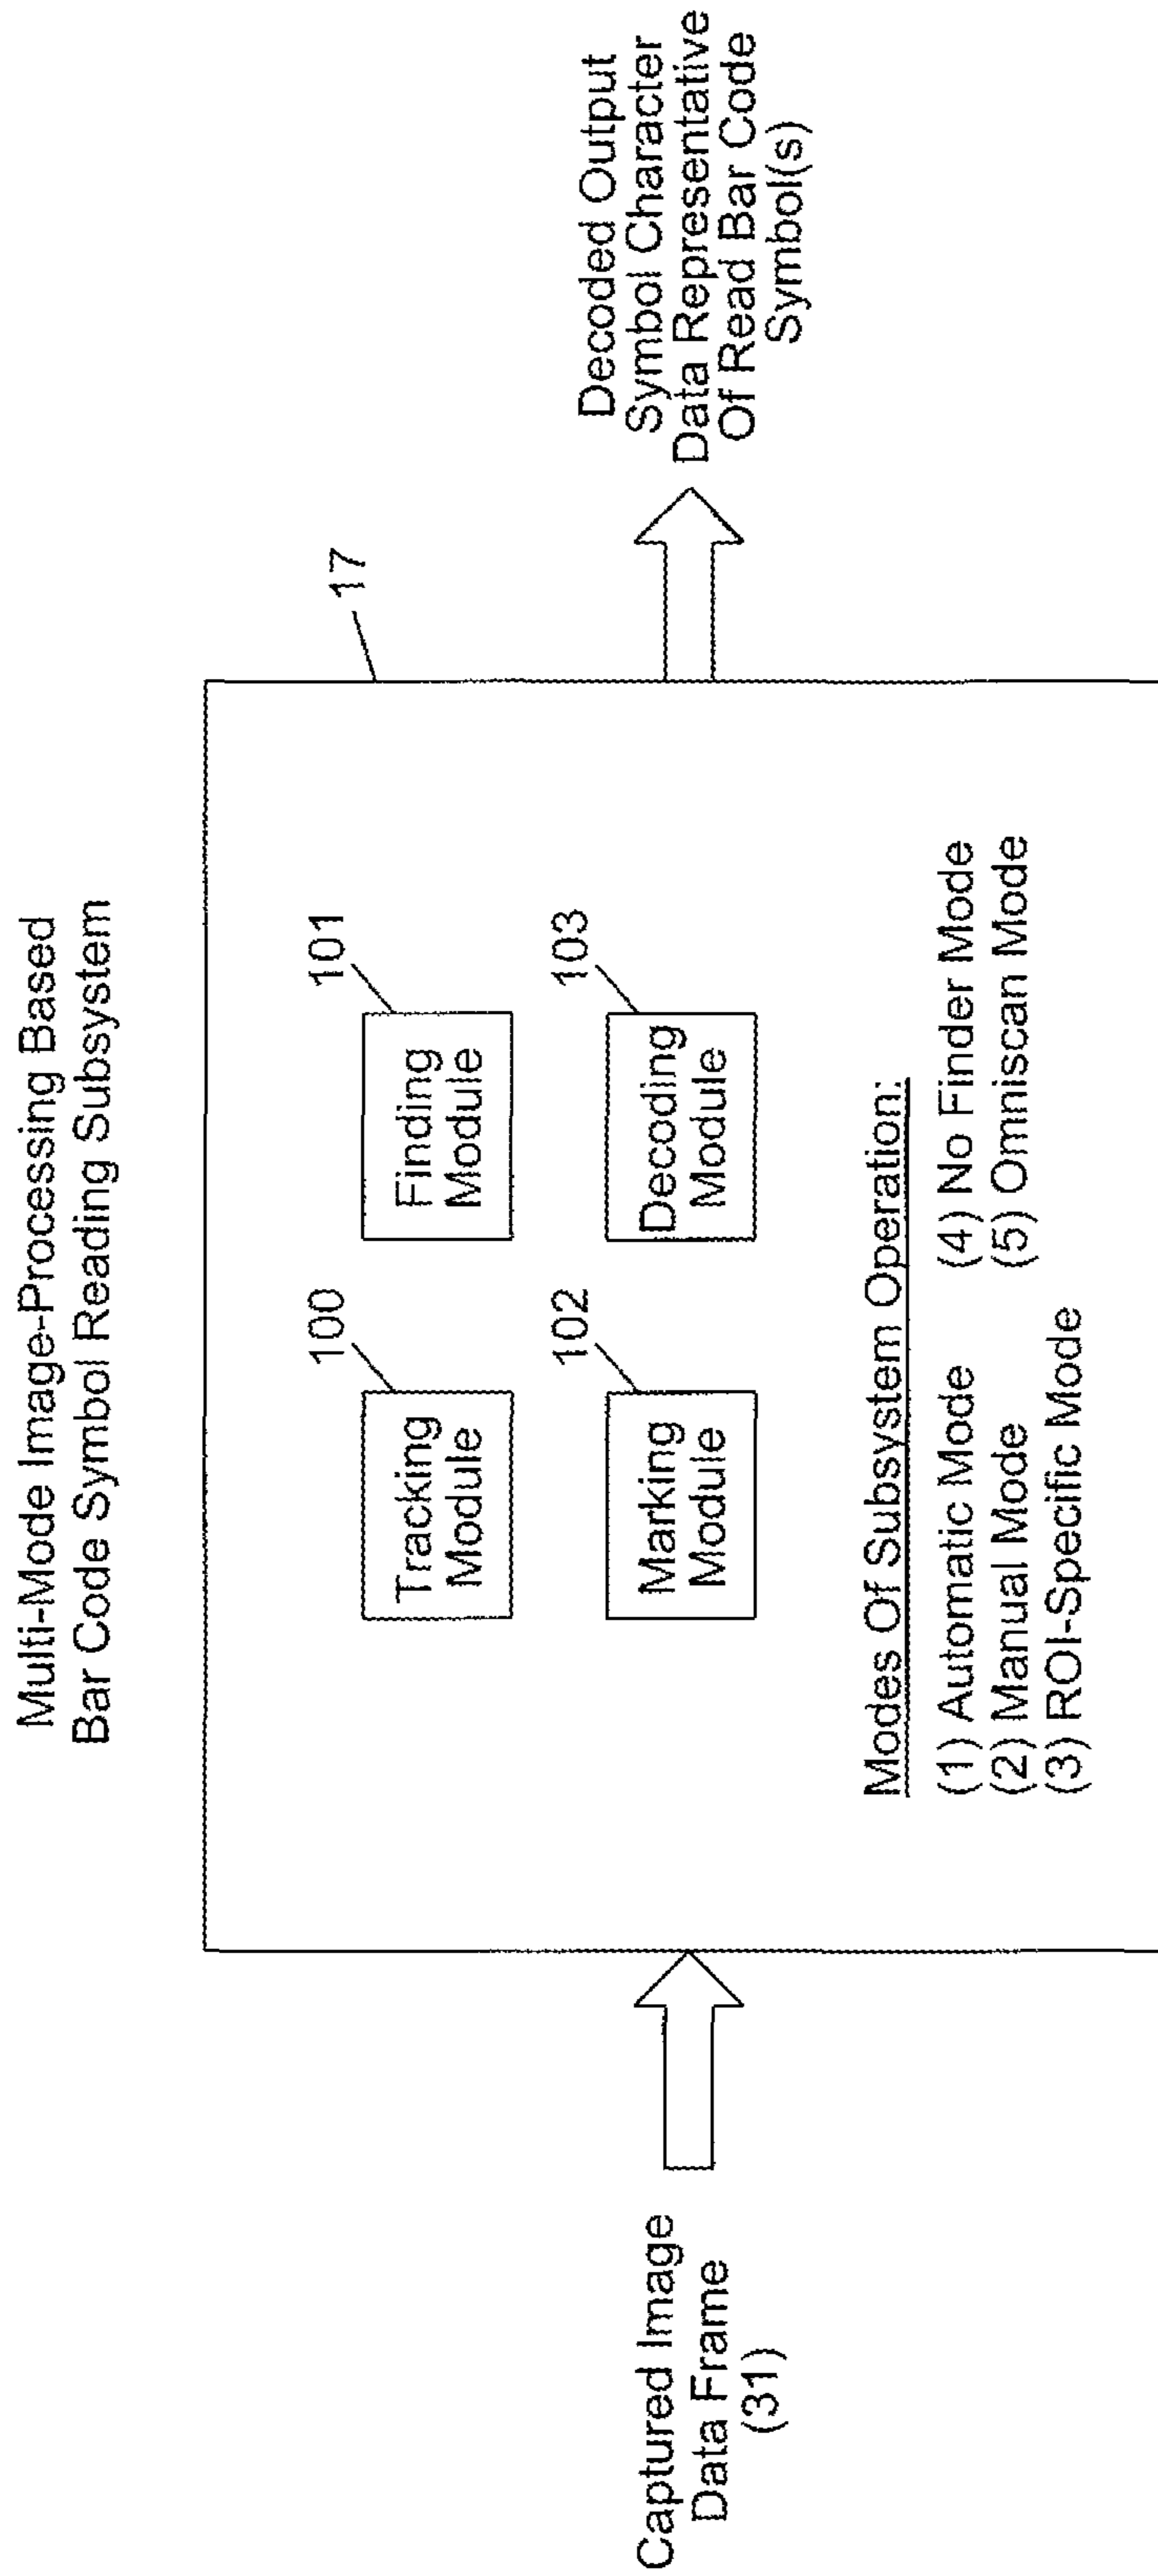 Multi-Mode Image-Processing Based
Bar Code Symbol Reading Subsystem
17
Captured Image
Data Frame
(31)
100
Tracking
Module
101
Finding
Module
102
Marking
Module
103
Decoding
Module
Modes Of Subsystem Operation:
(1) Automatic Mode
(2) Manual Mode
(3) ROI-Specific Mode
(4) No Finder Mode
(5) Omniscan Mode
Decoded Output
Symbol Character
Data Representative
Of Read Bar Code
Symbol(s)